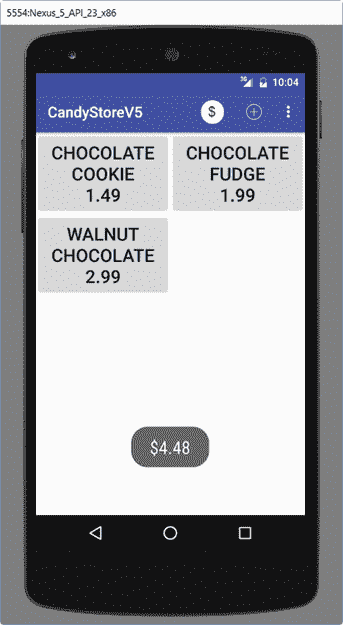 5554:Nexus_5_API_23_x86
3G 10:04
CandyStoreV5 $
CHOCOLATE
COOKIE
1.49
CHOCOLATE
FUDGE
1.99
WALNUT
CHOCOLATE
2.99
$4.48